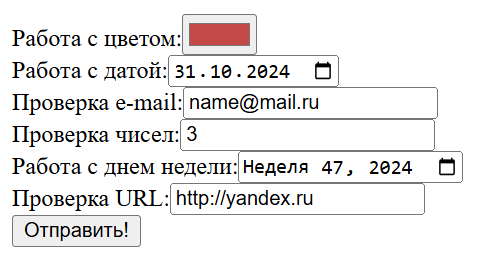 Работа с цветом:
Работа с датой: 31.10.2024
Проверка e-mail: name@mail.ru
Проверка чисел: 3
Работа с днем недели: Неделя 47, 2024
Проверка URL: http://yandex.ru
Отправить!